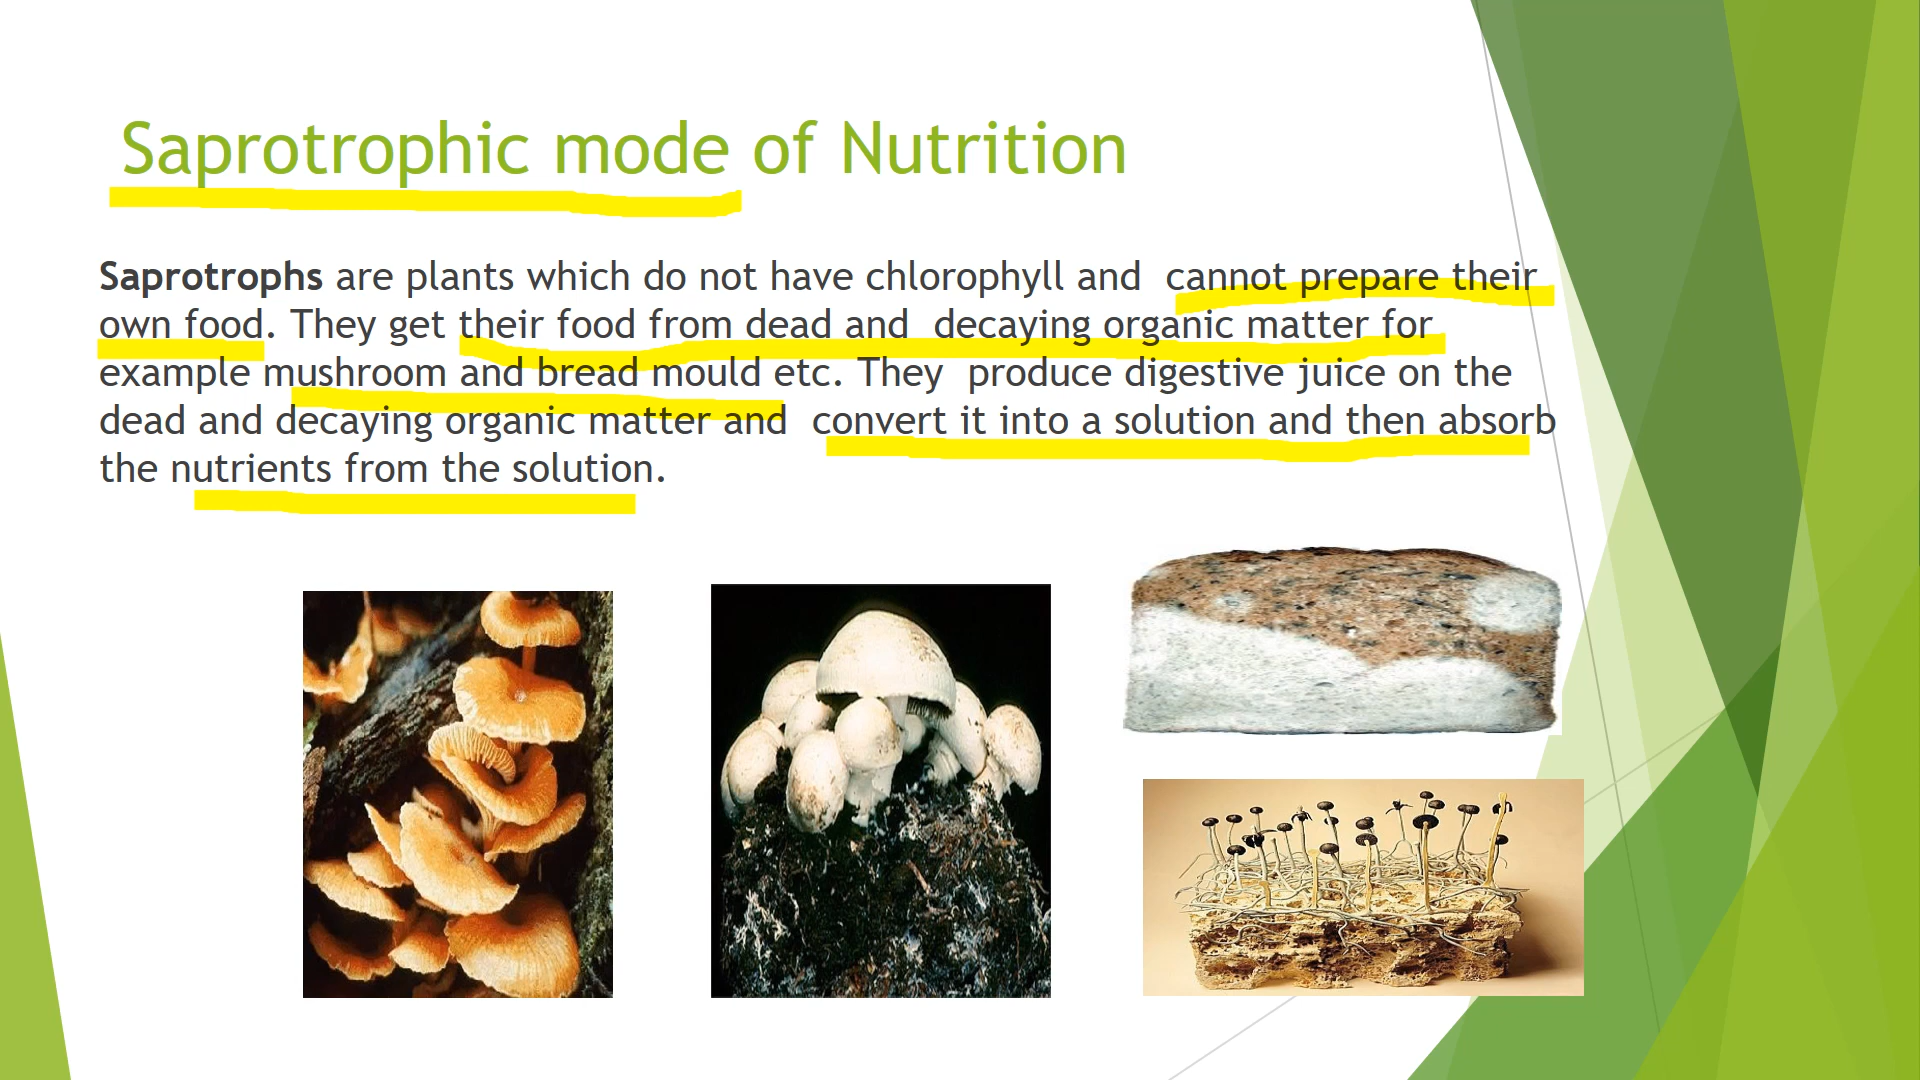 Saprotrophic mode of Nutrition
Saprotrophs are plants which do not have chlorophyll and cannot prepare their
own food. They get their food from dead and decaying organic matter for
example mushroom and bread mould etc. They produce digestive juice on the
dead and decaying organic matter and convert it into a solution and then absorb
the nutrients from the solution.